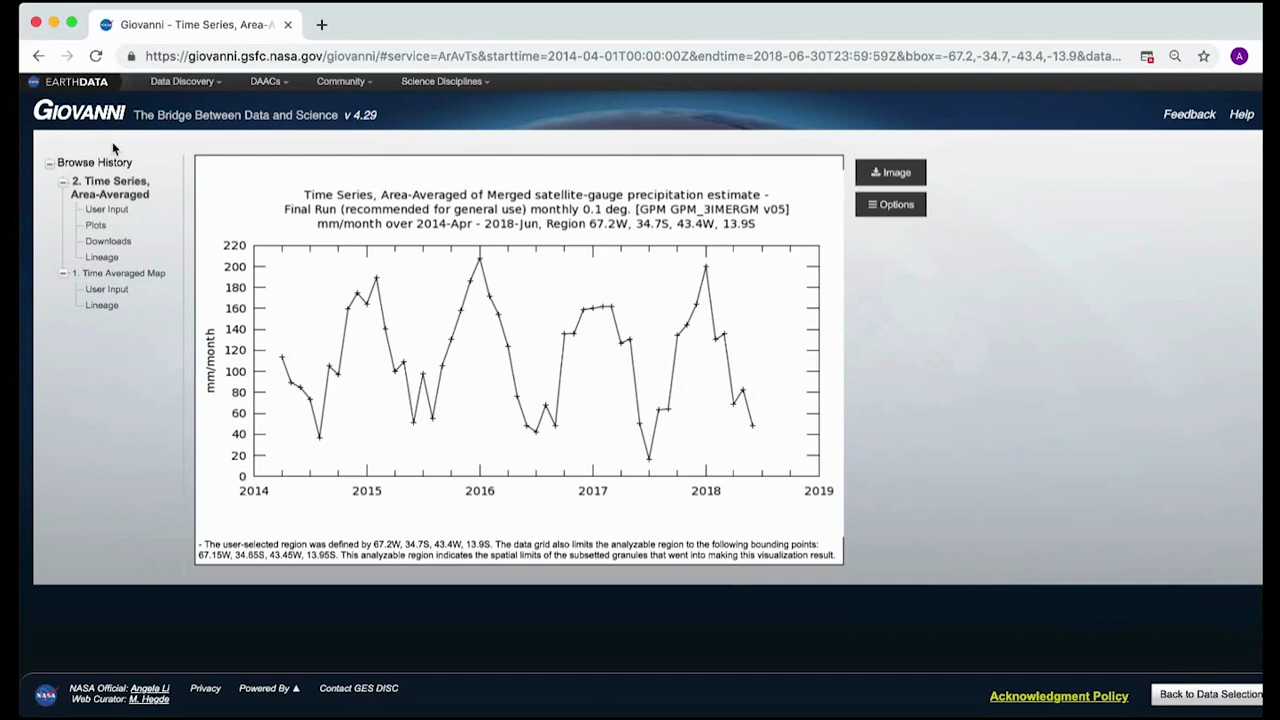 Giovanni - Time Series, Area-A
https://giovanni.gsfc.nasa.gov/giovanni/#service=ArAvTs&starttime=2014-04-01T00:00:00Z&endtime=2018-06-30T23:59:59Z&bbox=-67.2,-34.7,-43.4,-13.9&data...
A
EARTHDATA Data Discovery DAACs Community Science Disciplines
GIOVANNI The Bridge Between Data and Science v 4.29 Feedback Help
Browse History
2. Time Series,
Area-Averaged
User Input
Plots
Downloads
Lineage
1. Time Averaged Map
User Input
Lineage
Time Series, Area-Averaged of Merged satellite-gauge precipitation estimate -
Final Run (recommended for general use) monthly 0.1 deg. [GPM GPM_3IMERGM v05]
mm/month over 2014-Apr - 2018-Jun, Region 67.2W, 34.7S, 43.4W, 13.9S
220
200
180
160
140
120
100
80
60
40
20
0
mm/month
2014 2015 2016 2017 2018 2019
- The user-selected region was defined by 67.2W, 34.7S, 43.4W, 13.9S. The data grid also limits the analyzable region to the following bounding points:
67.15W, 34.65S, 43.45W, 13.95S. This analyzable region indicates the spatial limits of the subsetted granules that went into making this visualization result.
Image
Options
NASA Official: Angela Li Privacy Powered By Contact GES DISC
Web Curator: M. Hegde
Acknowledgment Policy
Back to Data Selection